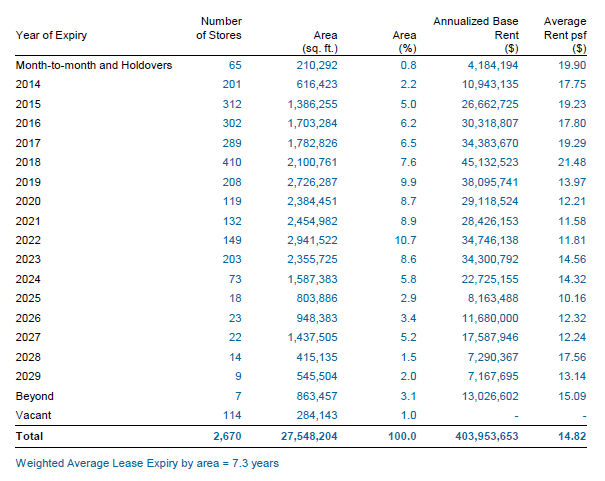 Number Annualized Base Average
Year of Expiry of Stores Area Area Rent Rent psf
(sq. ft.) (%) ($) ($)
Month-to-month and Holdovers 65 210,292 0.8 4,184,194 19.90
2014 201 616,423 2.2 10,943,135 17.75
2015 312 1,386,255 5.0 26,662,725 19.23
2016 302 1,703,284 6.2 30,318,807 17.80
2017 289 1,782,826 6.5 34,383,670 19.29
2018 410 2,100,761 7.6 45,132,523 21.48
2019 208 2,726,287 9.9 38,095,741 13.97
2020 119 2,384,451 8.7 29,118,524 12.21
2021 132 2,454,982 8.9 28,426,153 11.58
2022 149 2,941,522 10.7 34,746,138 11.81
2023 203 2,355,725 8.6 34,300,792 14.56
2024 73 1,587,383 5.8 22,725,155 14.32
2025 18 803,886 2.9 8,163,488 10.16
2026 23 948,383 3.4 11,680,000 12.32
2027 22 1,437,505 5.2 17,587,946 12.24
2028 14 415,135 1.5 7,290,367 17.56
2029 9 545,504 2.0 7,167,695 13.14
Beyond 7 863,457 3.1 13,026,602 15.09
Vacant 114 284,143 1.0 - -
Total 2,670 27,548,204 100.0 403,953,653 14.82
Weighted Average Lease Expiry by area = 7.3 years